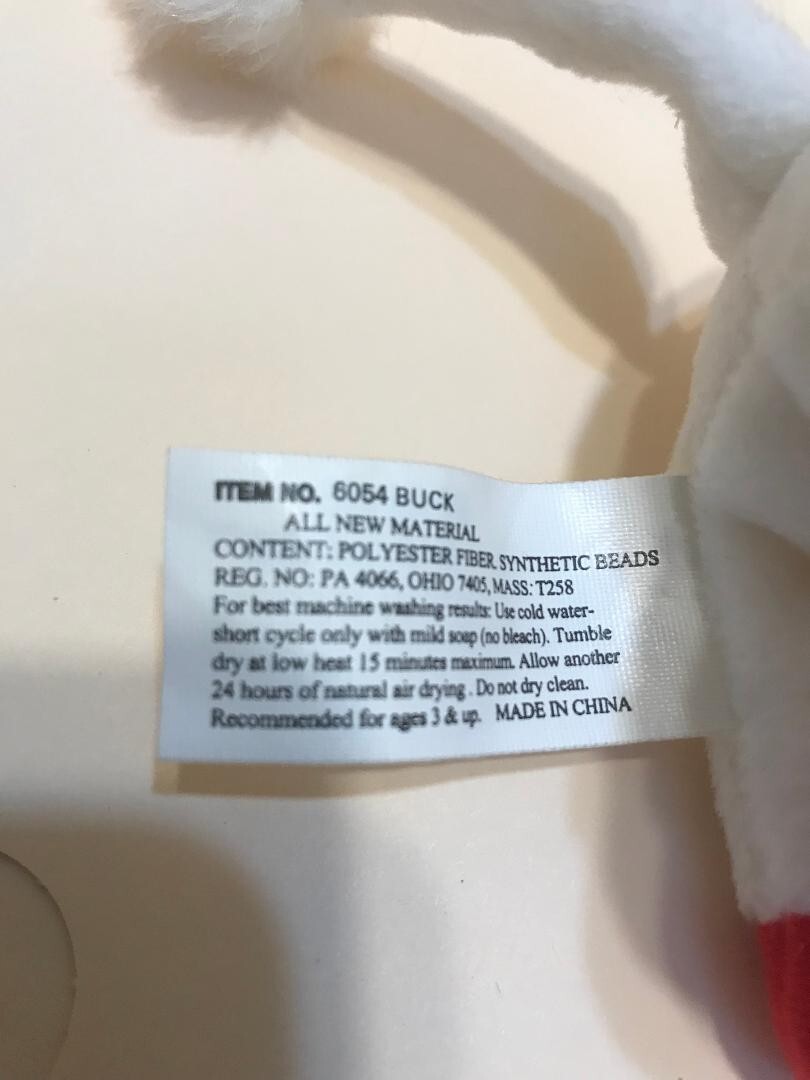 ITEM NO. 6054 BUCK
ALL NEW MATERIAL
CONTENT: POLYESTER FIBER SYNTHETIC BEADS
REG. NO: PA 4066, OHIO 7405, MASS: T258
For best machine washing results: Use cold water-
short cycle only with mild soap (no bleach). Tumble
dry at low heat 15 minutes maximum. Allow another
24 hours of natural air drying. Do not dry clean.
Recommended for ages 3 & up. MADE IN CHINA